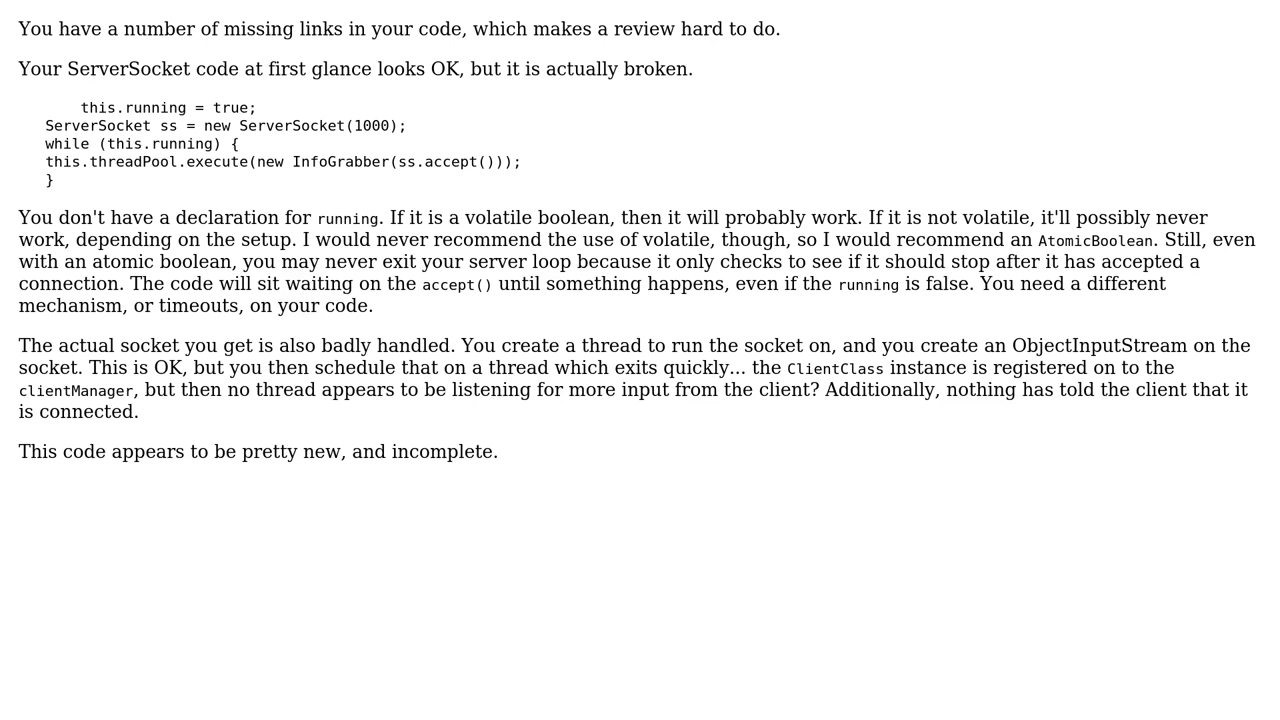 You have a number of missing links in your code, which makes a review hard to do.
Your ServerSocket code at first glance looks OK, but it is actually broken.
this.running = true;
ServerSocket ss = new ServerSocket(1000);
while (this.running) {
this.threadPool.execute(new InfoGrabber(ss.accept()));
}
You don't have a declaration for running. If it is a volatile boolean, then it will probably work. If it is not volatile, it'll possibly never
work, depending on the setup. I would never recommend the use of volatile, though, so I would recommend an AtomicBoolean. Still, even
with an atomic boolean, you may never exit your server loop because it only checks to see if it should stop after it has accepted a
connection. The code will sit waiting on the accept() until something happens, even if the running is false. You need a different
mechanism, or timeouts, on your code.
The actual socket you get is also badly handled. You create a thread to run the socket on, and you create an ObjectInputStream on the
socket. This is OK, but you then schedule that on a thread which exits quickly... the ClientClass instance is registered on to the
clientManager, but then no thread appears to be listening for more input from the client? Additionally, nothing has told the client that it
is connected.
This code appears to be pretty new, and incomplete.